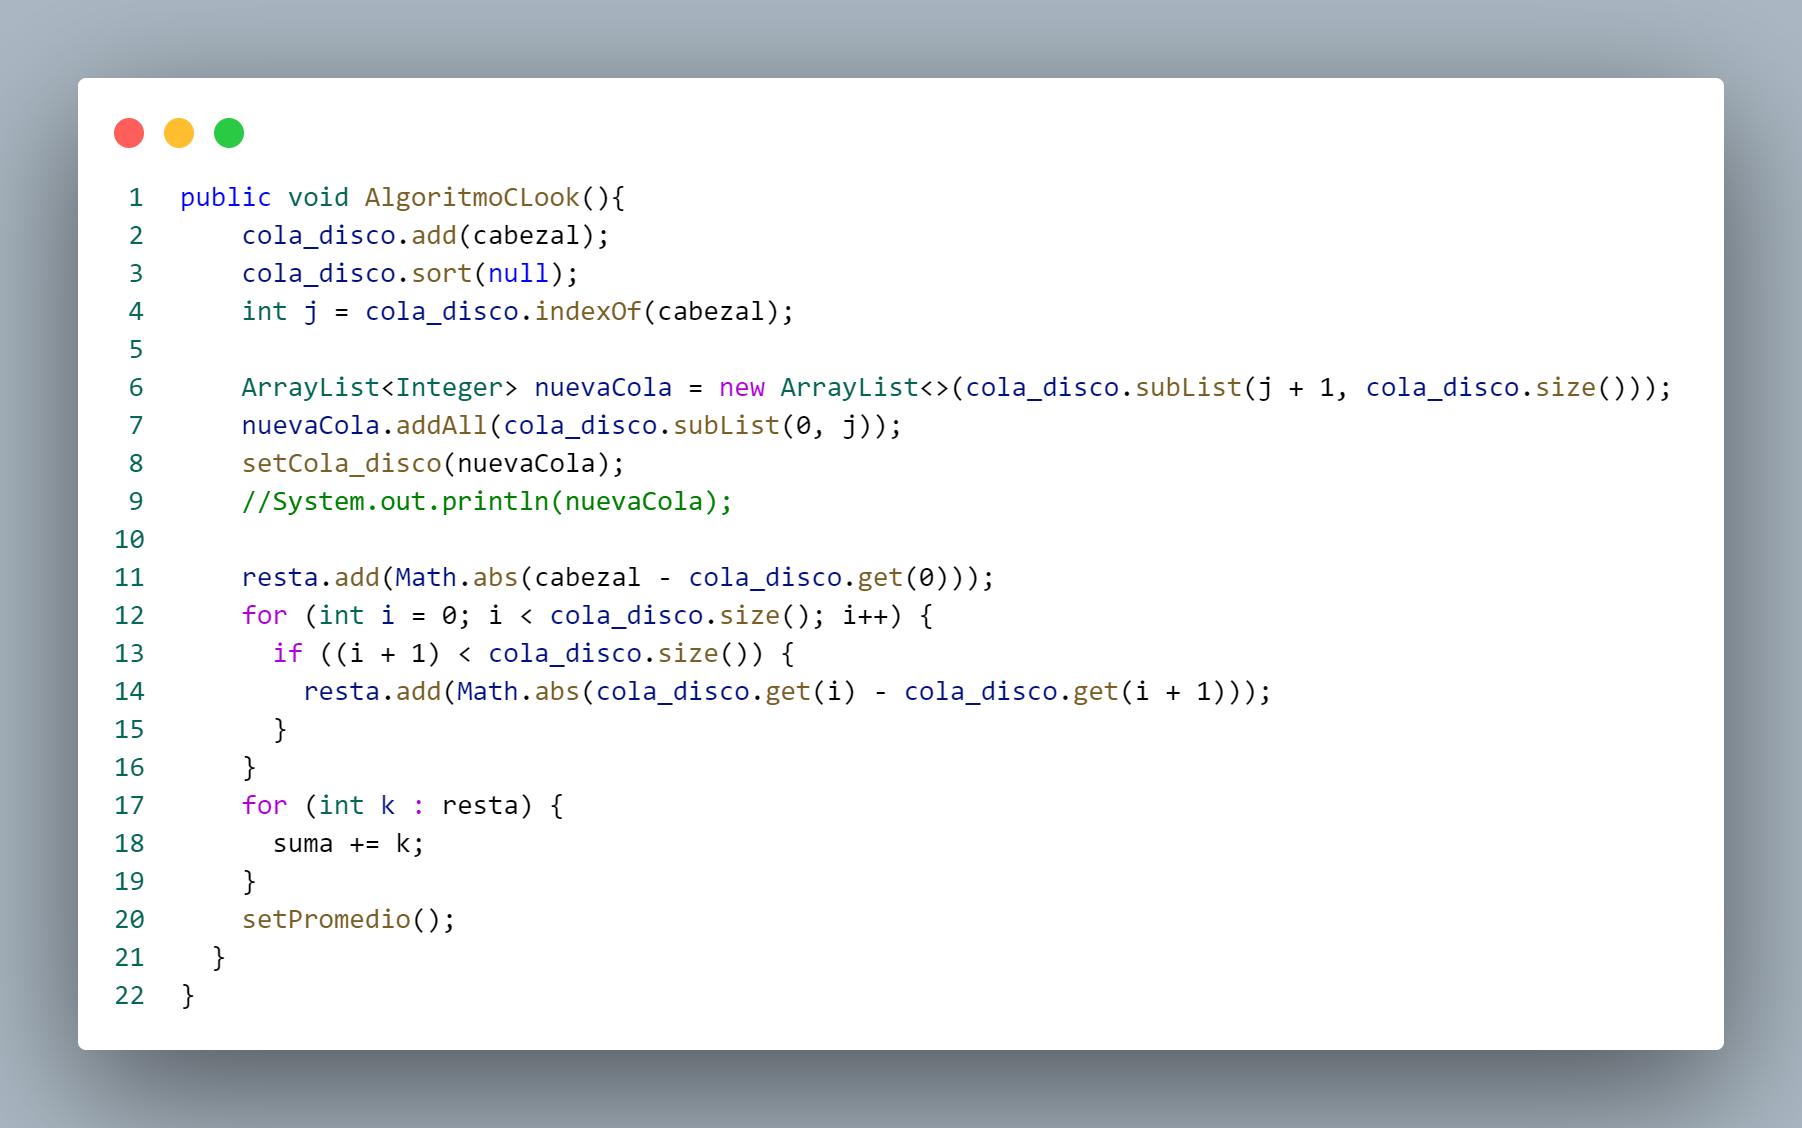 1 public void AlgoritmoCLook(){
2     cola_disco.add(cabezal);
3     cola_disco.sort(null);
4     int j = cola_disco.indexOf(cabezal);
5
6     ArrayList<Integer> nuevaCola = new ArrayList<>(cola_disco.subList(j + 1, cola_disco.size()));
7     nuevaCola.addAll(cola_disco.subList(0, j));
8     setCola_disco(nuevaCola);
9     //System.out.println(nuevaCola);
10
11     resta.add(Math.abs(cabezal - cola_disco.get(0)));
12     for (int i = 0; i < cola_disco.size(); i++) {
13       if ((i + 1) < cola_disco.size()) {
14         resta.add(Math.abs(cola_disco.get(i) - cola_disco.get(i + 1)));
15       }
16     }
17     for (int k : resta) {
18       suma += k;
19     }
20     setPromedio();
21   }
22 }